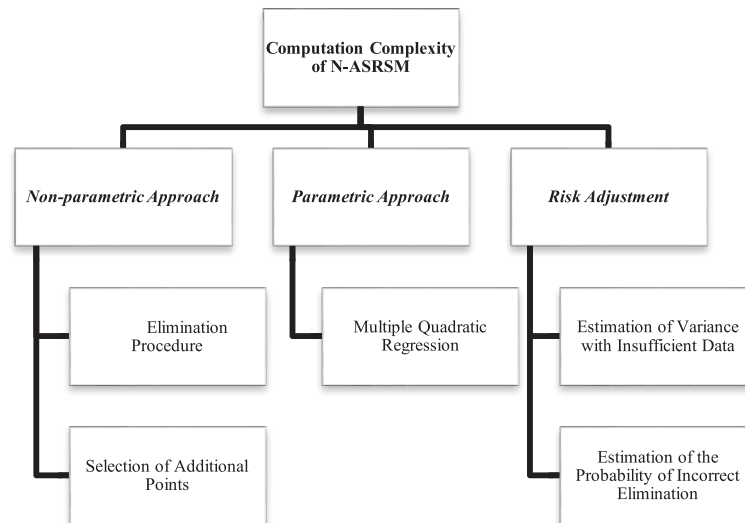 Computation Complexity
of N-ASRSM
Non-parametric Approach
Parametric Approach
Risk Adjustment
Elimination
Procedure
Multiple Quadratic
Regression
Estimation of Variance
with Insufficient Data
Selection of Additional
Points
Estimation of the
Probability of Incorrect
Elimination